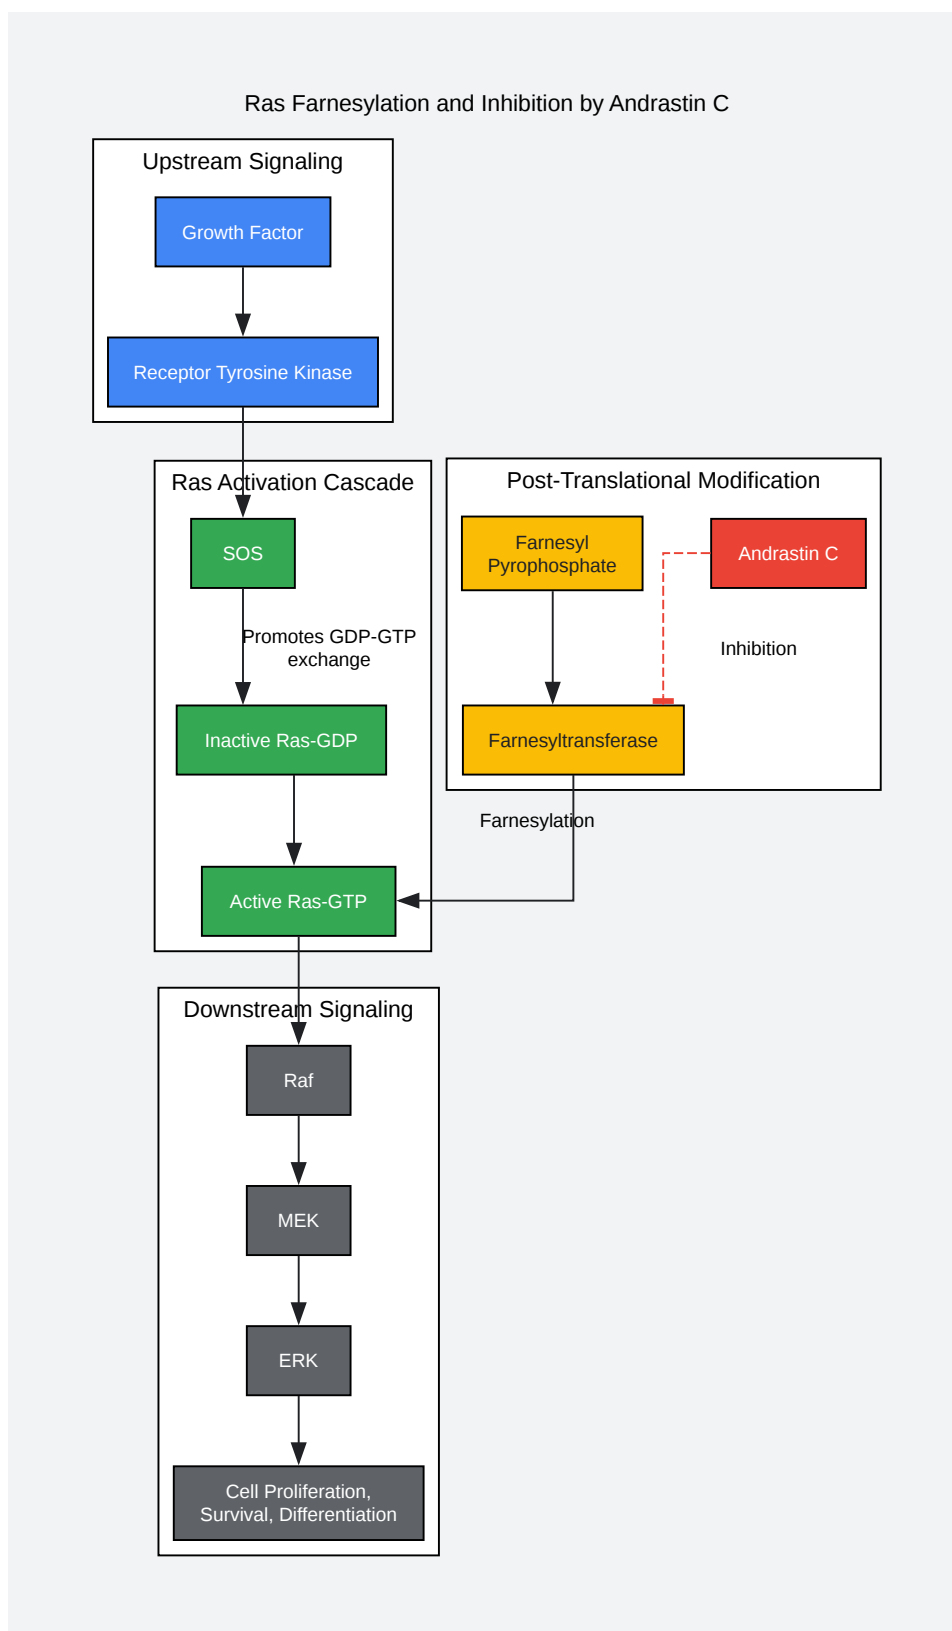 Ras Farnesylation and Inhibition by Andrastin C
Upstream Signaling
Growth Factor
Receptor Tyrosine Kinase
Ras Activation Cascade
SOS
Promotes GDP-GTP
exchange
Inactive Ras-GDP
Active Ras-GTP
Post-Translational Modification
Farnesyl
Pyrophosphate
Andrastin C
Inhibition
Farnesyltransferase
Farnesylation
Downstream Signaling
Raf
MEK
ERK
Cell Proliferation,
Survival, Differentiation